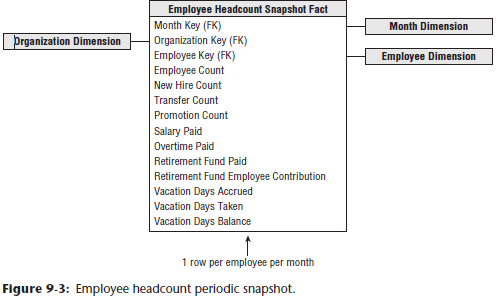 Employee Headcount Snapshot Fact
Month Key (FK)
Organization Key (FK)
Employee Key (FK)
Employee Count
New Hire Count
Transfer Count
Promotion Count
Salary Paid
Overtime Paid
Retirement Fund Paid
Retirement Fund Employee Contribution
Vacation Days Accrued
Vacation Days Taken
Vacation Days Balance
Organization Dimension
Month Dimension
Employee Dimension
1 row per employee per month
Figure 9-3: Employee headcount periodic snapshot.